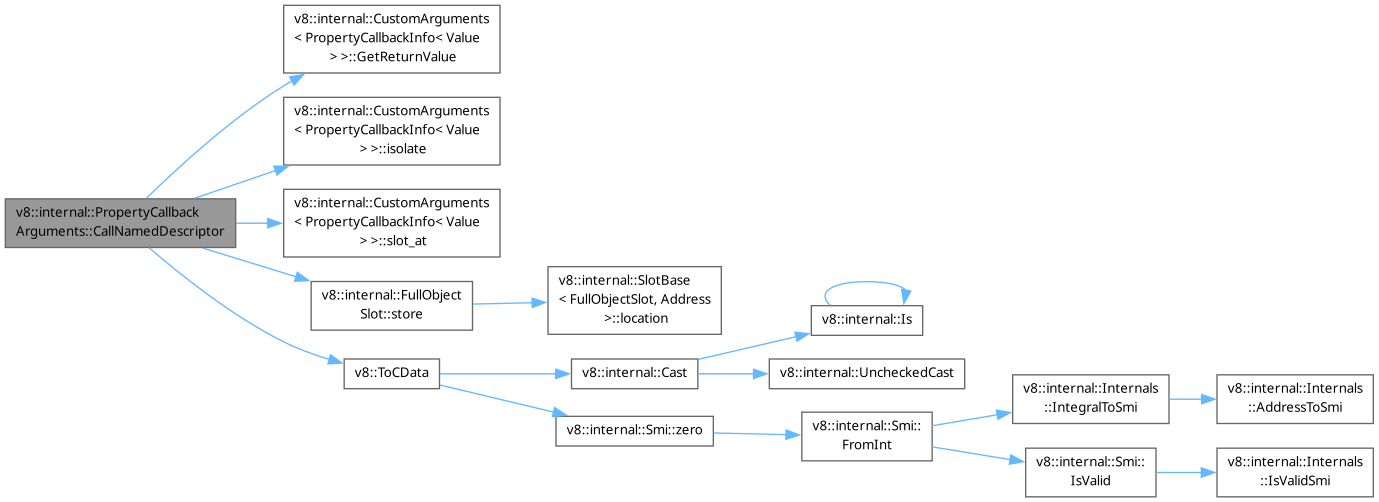 v8::internal::CustomArguments
< PropertyCallbackInfo< Value
> >::GetReturnValue
v8::internal::CustomArguments
< PropertyCallbackInfo< Value
> >::isolate
v8::internal::PropertyCallback
Arguments::CallNamedDescriptor
v8::internal::CustomArguments
< PropertyCallbackInfo< Value
> >::slot_at
v8::internal::FullObject
Slot::store
v8::internal::SlotBase
< FullObjectSlot, Address
>::location
v8::internal::Is
v8::ToCData
v8::internal::Cast
v8::internal::UncheckedCast
v8::internal::Smi::zero
v8::internal::Smi::
FromInt
v8::internal::Internals
::IntegralToSmi
v8::internal::Internals
::AddressToSmi
v8::internal::Smi::
IsValid
v8::internal::Internals
::IsValidSmi